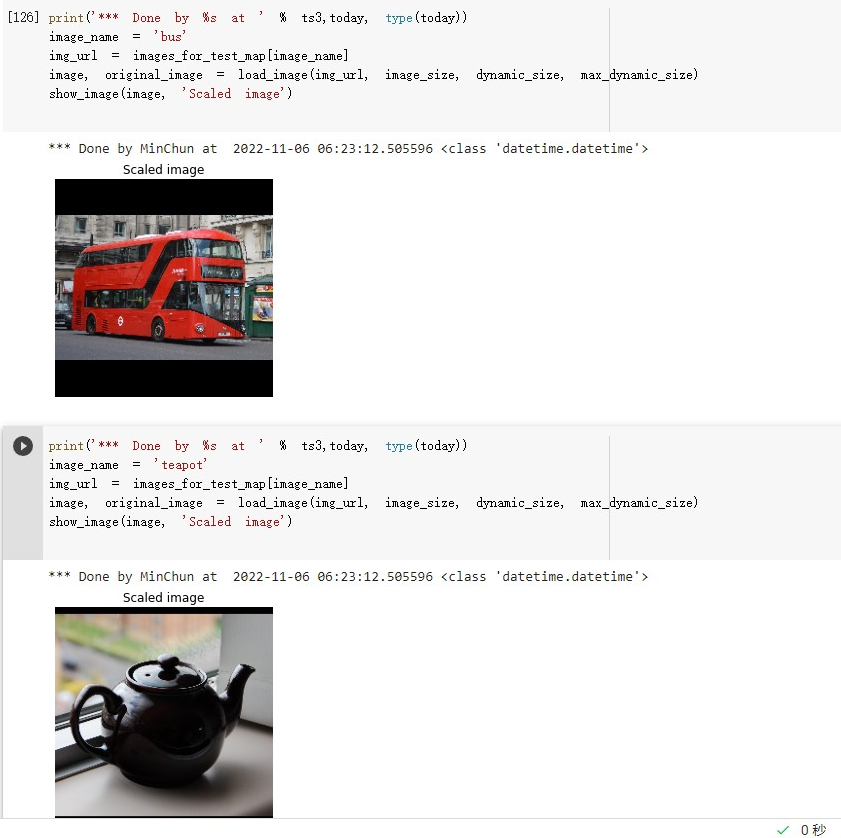 [126] print('*** Done by %s at ' % ts3,today, type(today))
image_name = 'bus'
img_url = images_for_test_map[image_name]
image, original_image = load_image(img_url, image_size, dynamic_size, max_dynamic_size)
show_image(image, 'Scaled image')
*** Done by MinChun at  2022-11-06 06:23:12.505596 <class 'datetime.datetime'>
Scaled image
print('*** Done by %s at ' % ts3,today, type(today))
image_name = 'teapot'
img_url = images_for_test_map[image_name]
image, original_image = load_image(img_url, image_size, dynamic_size, max_dynamic_size)
show_image(image, 'Scaled image')
*** Done by MinChun at  2022-11-06 06:23:12.505596 <class 'datetime.datetime'>
Scaled image
0 秒